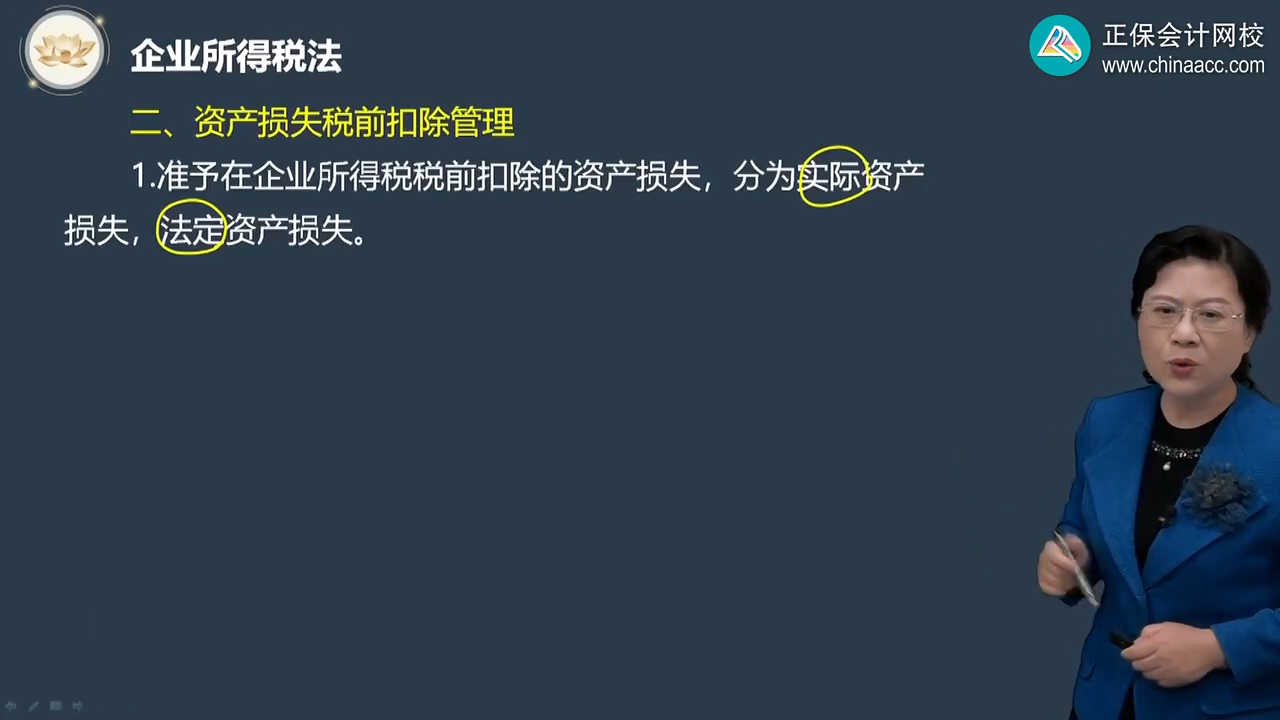 企业所得税法
正保会计网校
www.chinaacc.com
二、资产损失税前扣除管理
1.准予在企业所得税税前扣除的资产损失，分为实际资产
损失，法定资产损失。